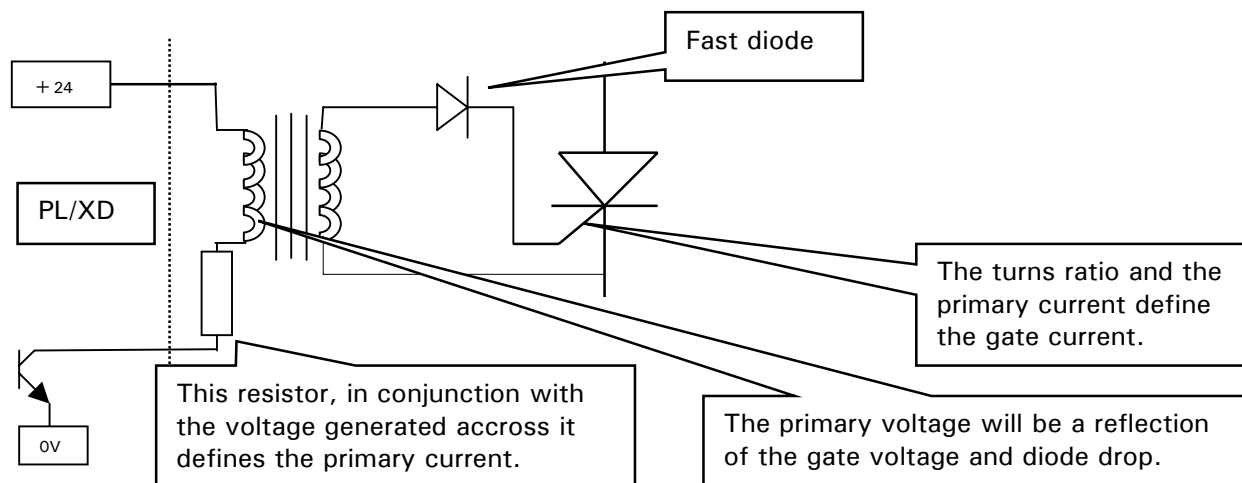 Fast diode
+ 24
PL/XD
The turns ratio and the
primary current define
the gate current.
This resistor, in conjunction with
the voltage generated accross it
defines the primary current.
The primary voltage will be a reflection
of the gate voltage and diode drop.
0V